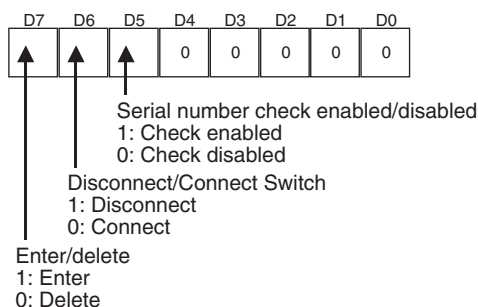 D7 D6 D5 D4 D3 D2 D1 D0
0 0 0 0 0
Serial number check enabled/disabled
1: Check enabled
0: Check disabled
Disconnect/Connect Switch
1: Disconnect
0: Connect
Enter/delete
1: Enter
0: Delete